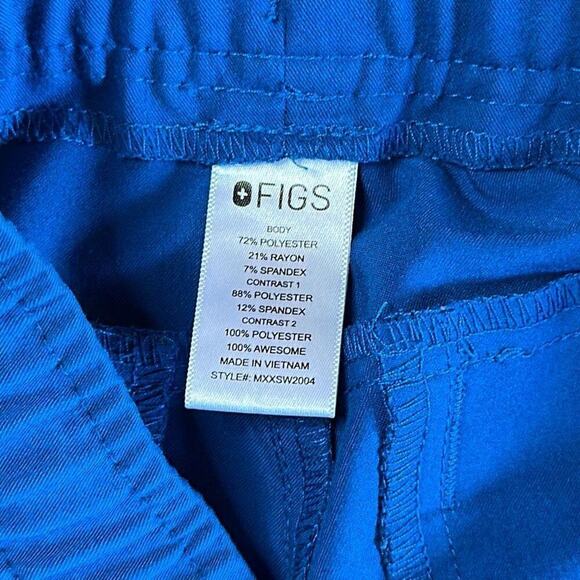 FIGS
BODY
72% POLYESTER
21% RAYON
7% SPANDEX
CONTRAST 1
88% POLYESTER
12% SPANDEX
CONTRAST 2
100% POLYESTER
100% AWESOME
MADE IN VIETNAM
STYLE#: MXXSW2004